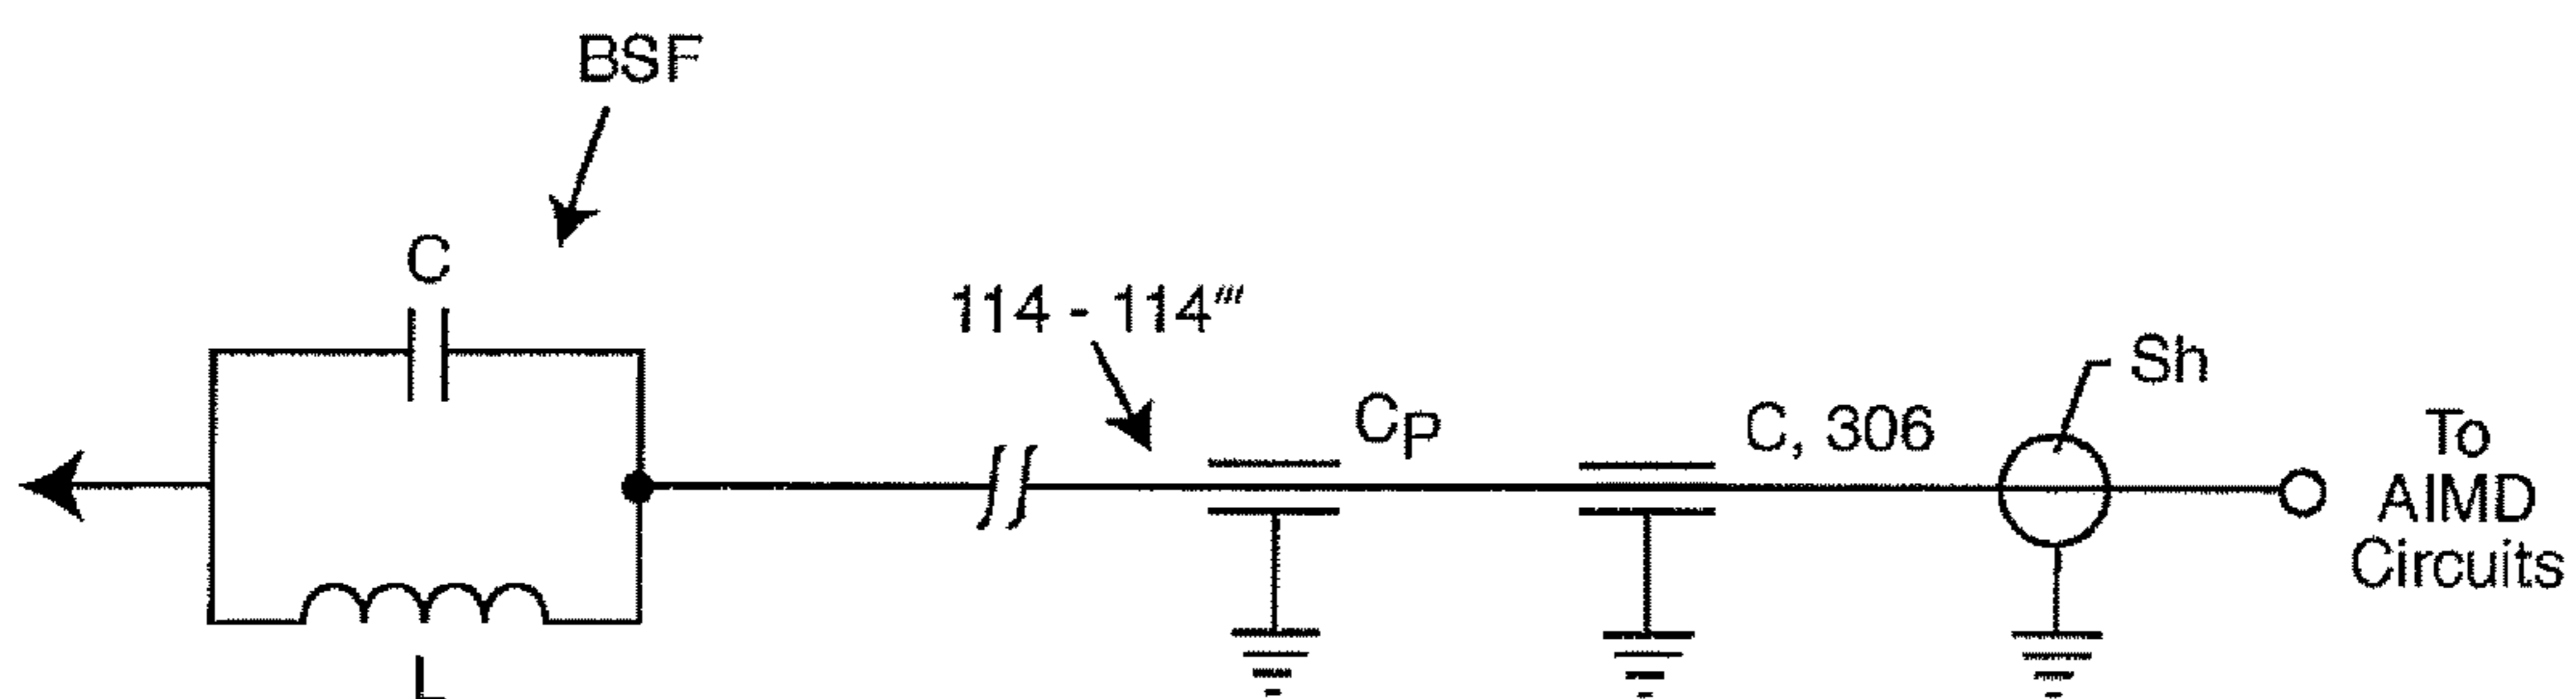 BSF
C
114 - 114‴
Sh
CP
C, 306
To
AIMD
Circuits
L